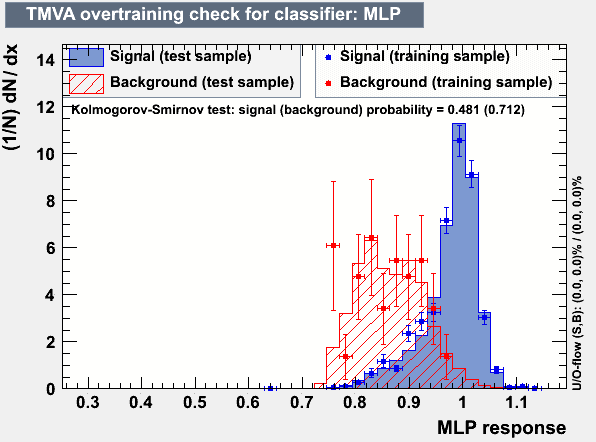 TMVA overtraining check for classifier: MLP
(1/N) dN / dx
Signal (test sample)
Background (test sample)
Signal (training sample)
Background (training sample)
Kolmogorov-Smirnov test: signal (background) probability = 0.481 (0.712)
14
12
10
8
6
4
2
0
0.3 0.4 0.5 0.6 0.7 0.8 0.9 1 1.1
MLP response
U/O-flow (S,B): (0.0, 0.0)% / (0.0, 0.0)%